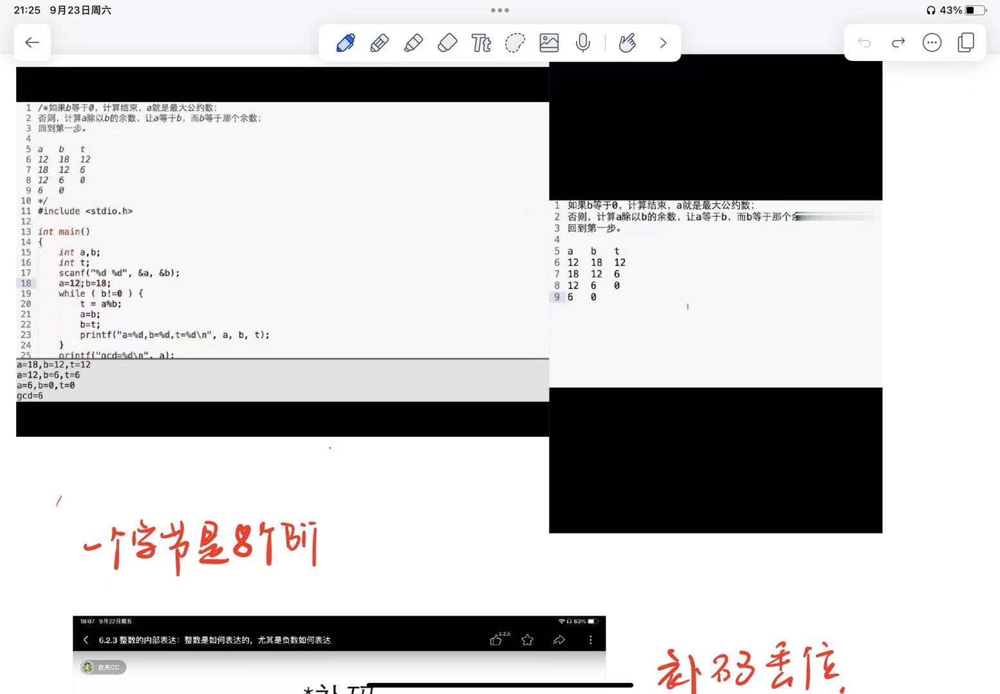 21:25 9月23日周六
43%
Tt
1 /*如果b等于0，计算结束，a就是最大公约数；
2 否则，计算a除以b的余数，让a等于b，而b等于那个余数；
3 回到第一步。
4
5 a b t
6 12 18 12
7 18 12 6
8 12 6 0
9 6 0
10 */
11 #include <stdio.h>
12
13 int main()
14 {
15 int a,b;
16 int t;
17 scanf("%d %d", &a, &b);
18 a=12;b=18;
19 while ( b!=0 ) {
20 t = a%b;
21 a=b;
22 b=t;
23 printf("a=%d,b=%d,t=%d\n", a, b, t);
24 }
25 printf("gcd=%d\n", a);
a=18,b=12,t=12
a=12,b=6,t=6
a=6,b=0,t=0
gcd=6
1 如果b等于0，计算结束，a就是最大公约数；
2 否则，计算a除以b的余数，让a等于b，而b等于那个余
3 回到第一步。
4
5 a b t
6 12 18 12
7 18 12 6
8 12 6 0
9 6 0
一个字节是8个Bit
18:07 9月22日周五
63%
6.2.3 整数的内部表达：整数是如何表达的，尤其是负数如何表达
2.2万
农夫CC
*补码
补码丢位